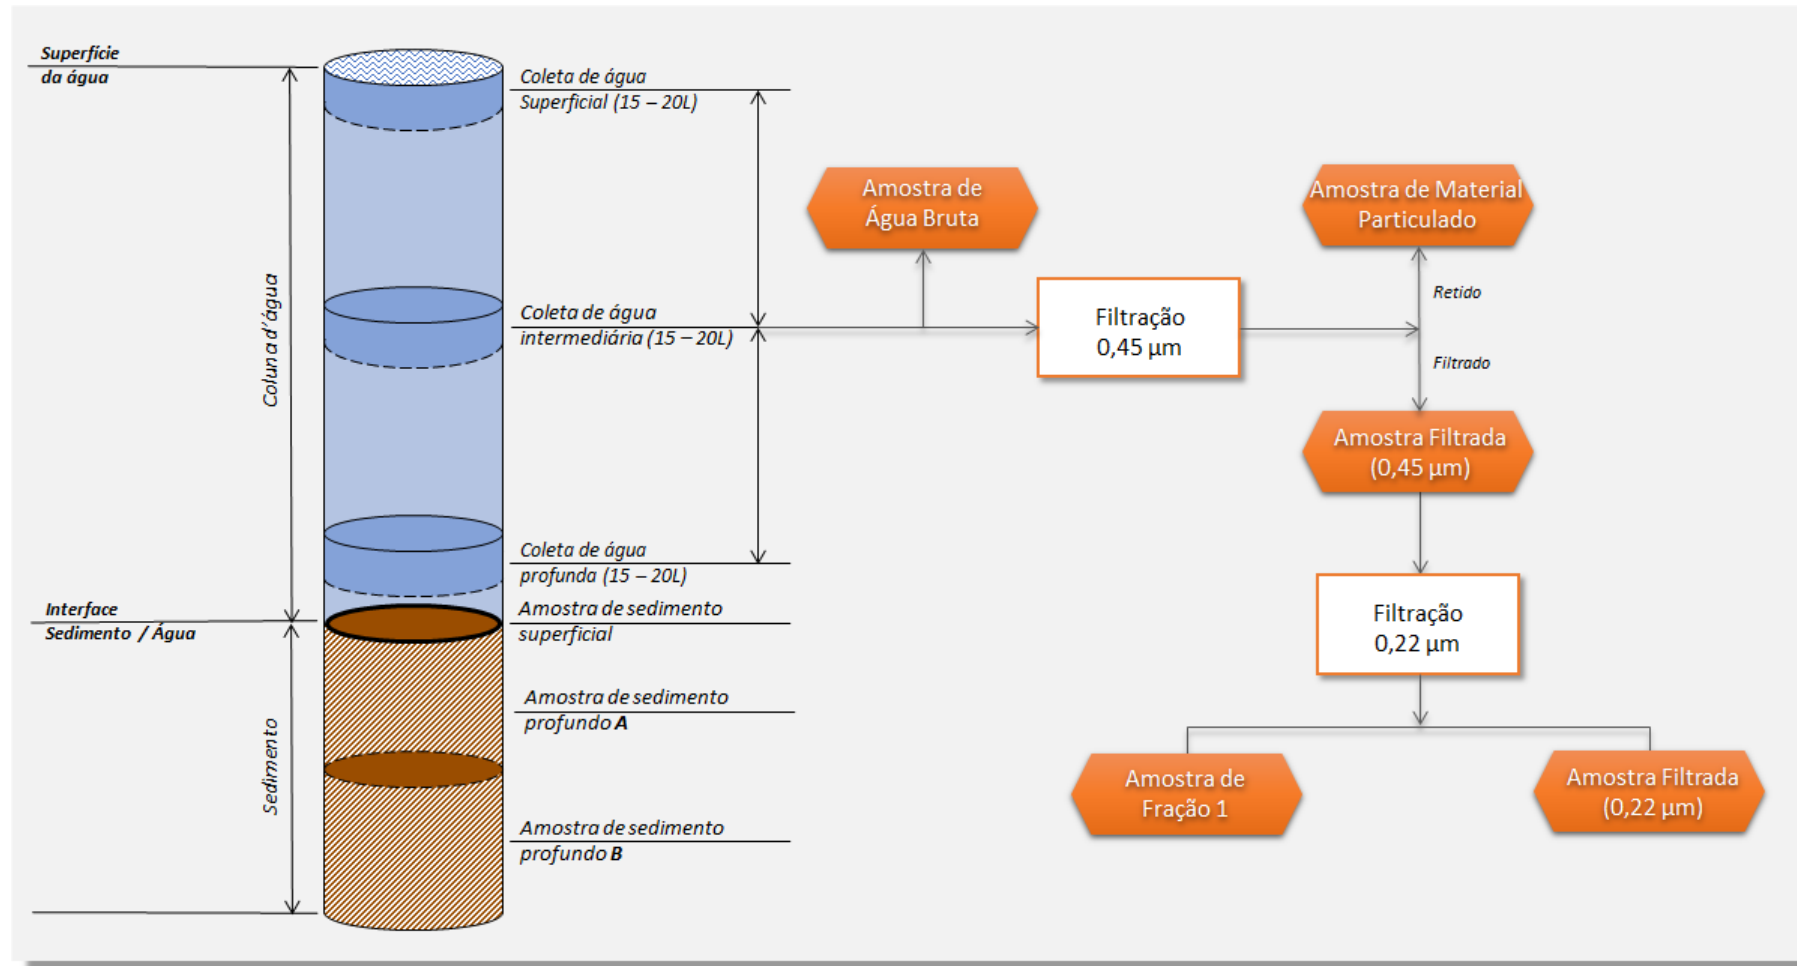 Superfície
da água
Coluna d'água
Interface
Sedimento / Água
Sedimento
Coleta de água
Superficial (15 – 20L)
Coleta de água
intermediária (15 – 20L)
Coleta de água
profunda (15 – 20L)
Amostra de sedimento
superficial
Amostra de sedimento
profundo A
Amostra de sedimento
profundo B
Amostra de
Água Bruta
Filtração
0,45 µm
Amostra de Material
Particulado
Retido
Filtrado
Amostra Filtrada
(0,45 µm)
Filtração
0,22 µm
Amostra de
Fração 1
Amostra Filtrada
(0,22 µm)